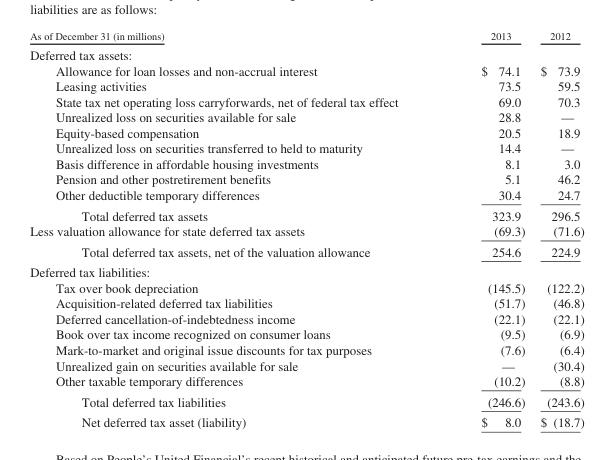 liabilities are as follows:
As of December 31 (in millions) 2013 2012
Deferred tax assets:
Allowance for loan losses and non-accrual interest $ 74.1 $ 73.9
Leasing activities 73.5 59.5
State tax net operating loss carryforwards, net of federal tax effect 69.0 70.3
Unrealized loss on securities available for sale 28.8 —
Equity-based compensation 20.5 18.9
Unrealized loss on securities transferred to held to maturity 14.4 —
Basis difference in affordable housing investments 8.1 3.0
Pension and other postretirement benefits 5.1 46.2
Other deductible temporary differences 30.4 24.7
Total deferred tax assets 323.9 296.5
Less valuation allowance for state deferred tax assets (69.3) (71.6)
Total deferred tax assets, net of the valuation allowance 254.6 224.9
Deferred tax liabilities:
Tax over book depreciation (145.5) (122.2)
Acquisition-related deferred tax liabilities (51.7) (46.8)
Deferred cancellation-of-indebtedness income (22.1) (22.1)
Book over tax income recognized on consumer loans (9.5) (6.9)
Mark-to-market and original issue discounts for tax purposes (7.6) (6.4)
Unrealized gain on securities available for sale — (30.4)
Other taxable temporary differences (10.2) (8.8)
Total deferred tax liabilities (246.6) (243.6)
Net deferred tax asset (liability) $ 8.0 $ (18.7)
Based on People's United Financial's recent historical and anticipated future pre-tax earnings and the